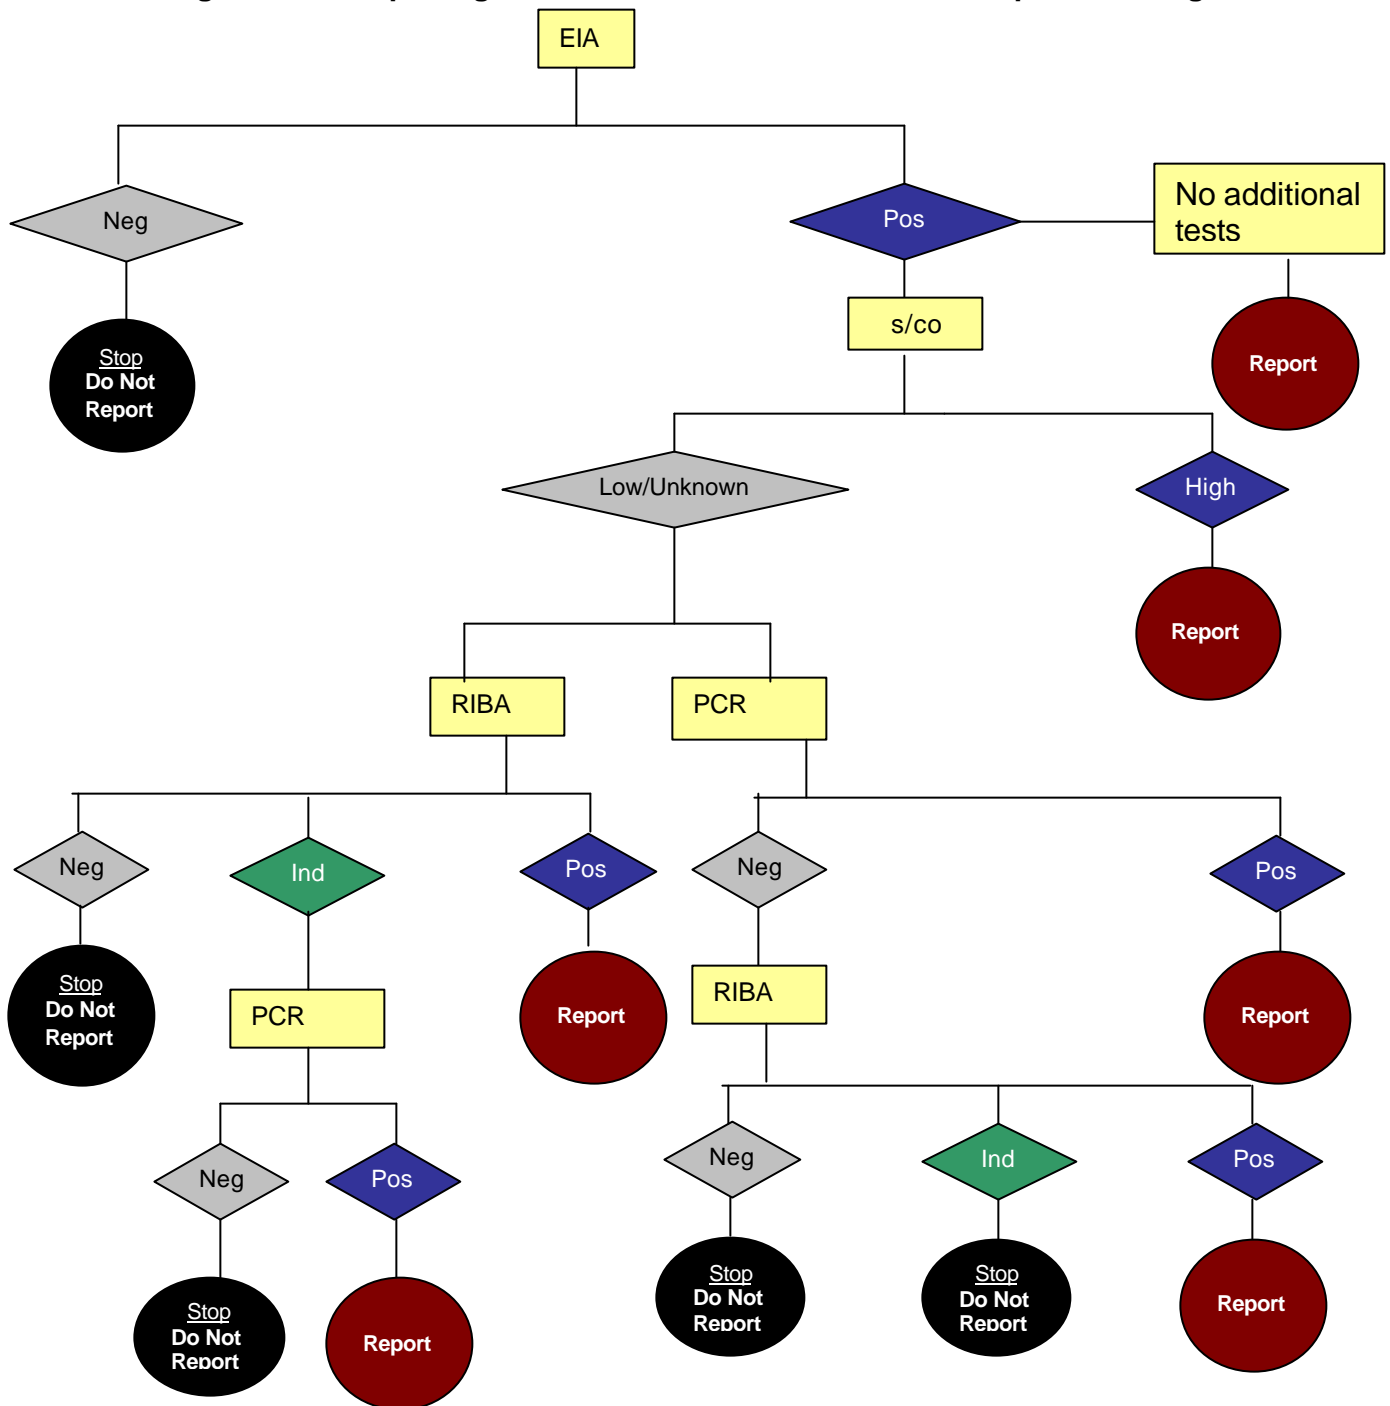 EIA
Neg
Pos
No additional
tests
Stop
Do Not
Report
s/co
Report
Low/Unknown
High
Report
RIBA
PCR
Neg
Ind
Pos
Neg
Pos
Stop
Do Not
Report
PCR
Report
RIBA
Report
Neg
Pos
Neg
Ind
Pos
Stop
Do Not
Report
Report
Stop
Do Not
Report
Stop
Do Not
Report
Report